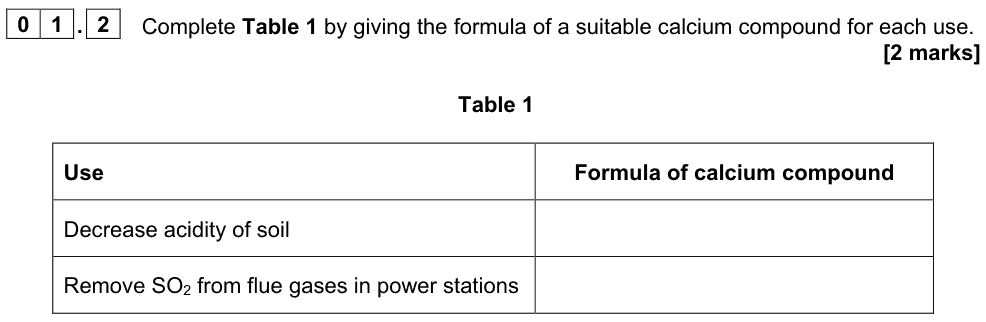 0 1 . 2 Complete Table 1 by giving the formula of a suitable calcium compound for each use.
[2 marks]
Table 1
Use Formula of calcium compound
Decrease acidity of soil
Remove SO₂ from flue gases in power stations